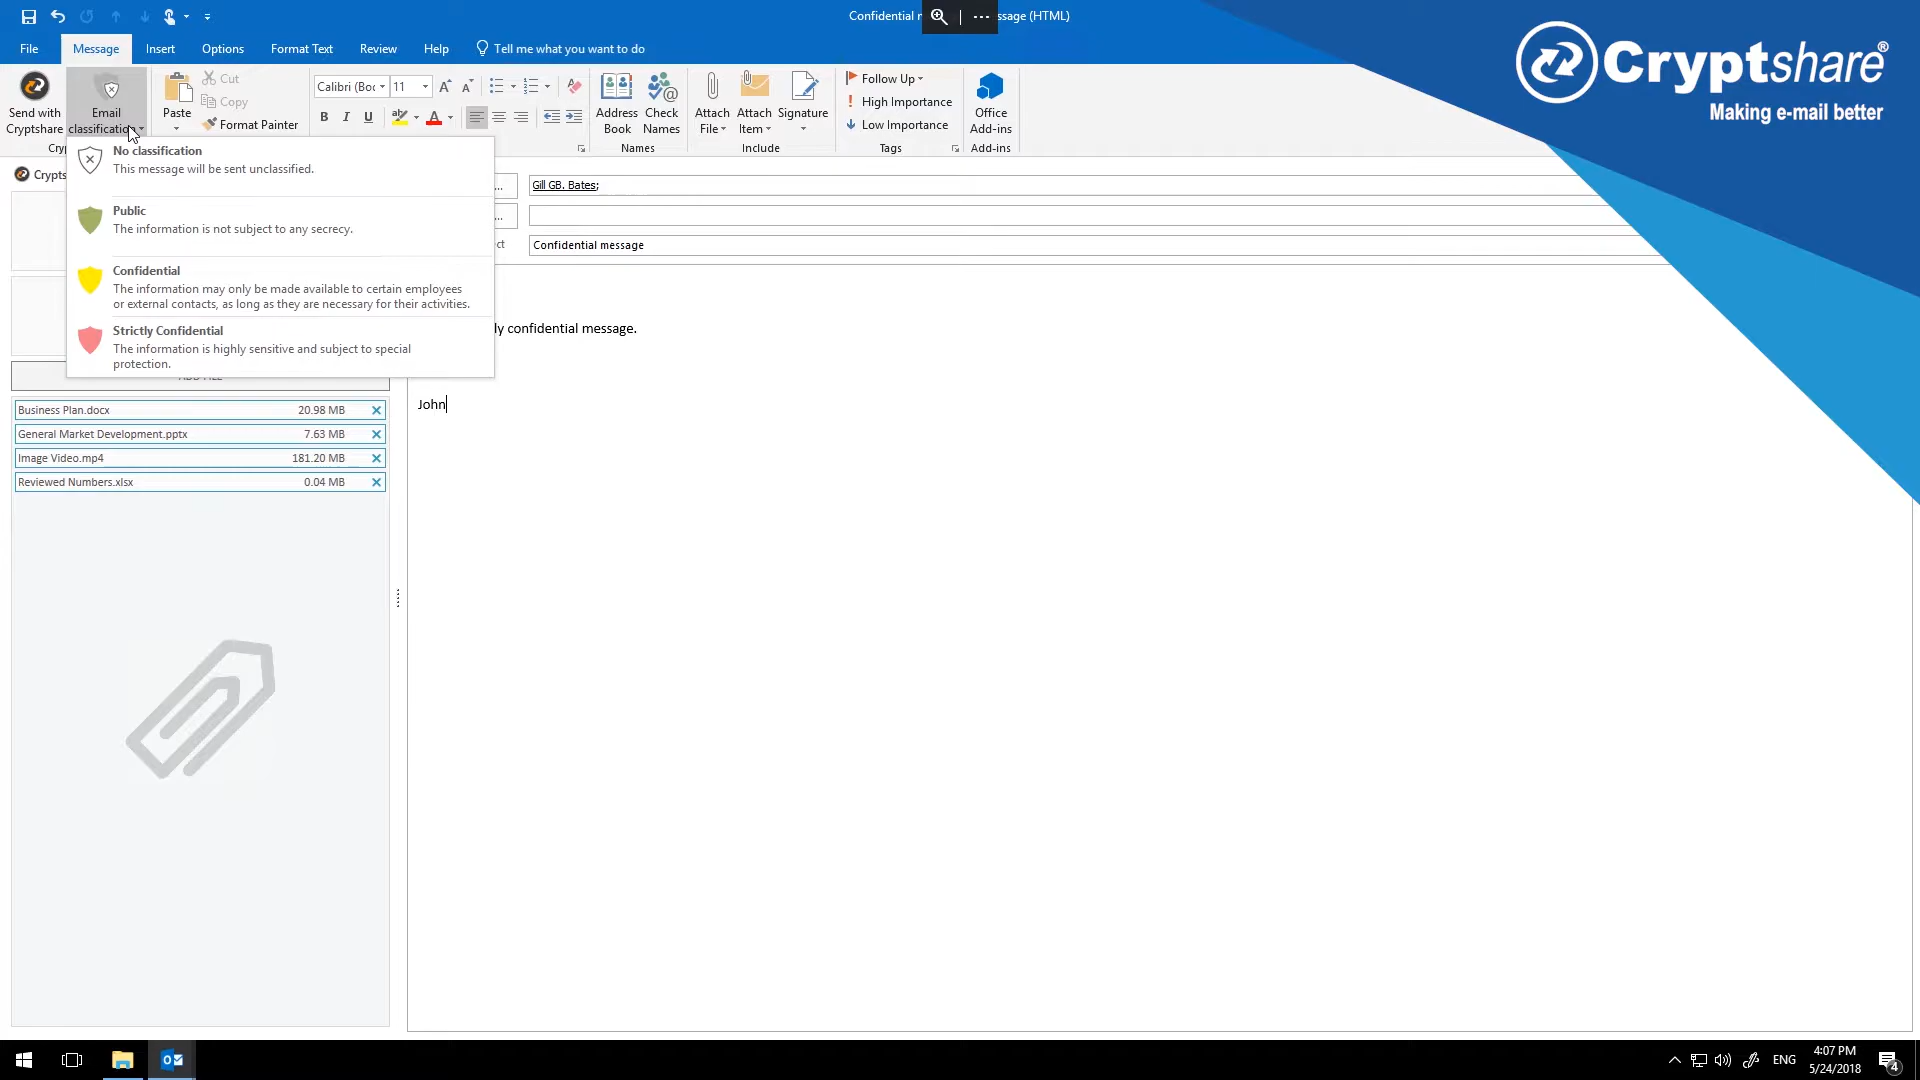 Confidential
ssage (HTML)
File
Message
Insert
Options
Format Text
Review
Help
Tell me what you want to do
Cryptshare®
Making e-mail better
Send with
Cryptshare
Email
classification
Paste
Cut
Copy
Format Painter
Calibri (Boc
11
B I U
Address
Book
Check
Names
Names
Attach
File
Attach
Item
Signature
Include
Follow Up
High Importance
Low Importance
Tags
Office
Add-ins
Add-ins
No classification
This message will be sent unclassified.
Public
The information is not subject to any secrecy.
Confidential
The information may only be made available to certain employees
or external contacts, as long as they are necessary for their activities.
Strictly Confidential
The information is highly sensitive and subject to special
protection.
Crypts
Gill GB. Bates;
ct
Confidential message
ly confidential message.
John
Business Plan.docx 20.98 MB
General Market Development.pptx 7.63 MB
Image Video.mp4 181.20 MB
Reviewed Numbers.xlsx 0.04 MB
ENG
4:07 PM
5/24/2018
4